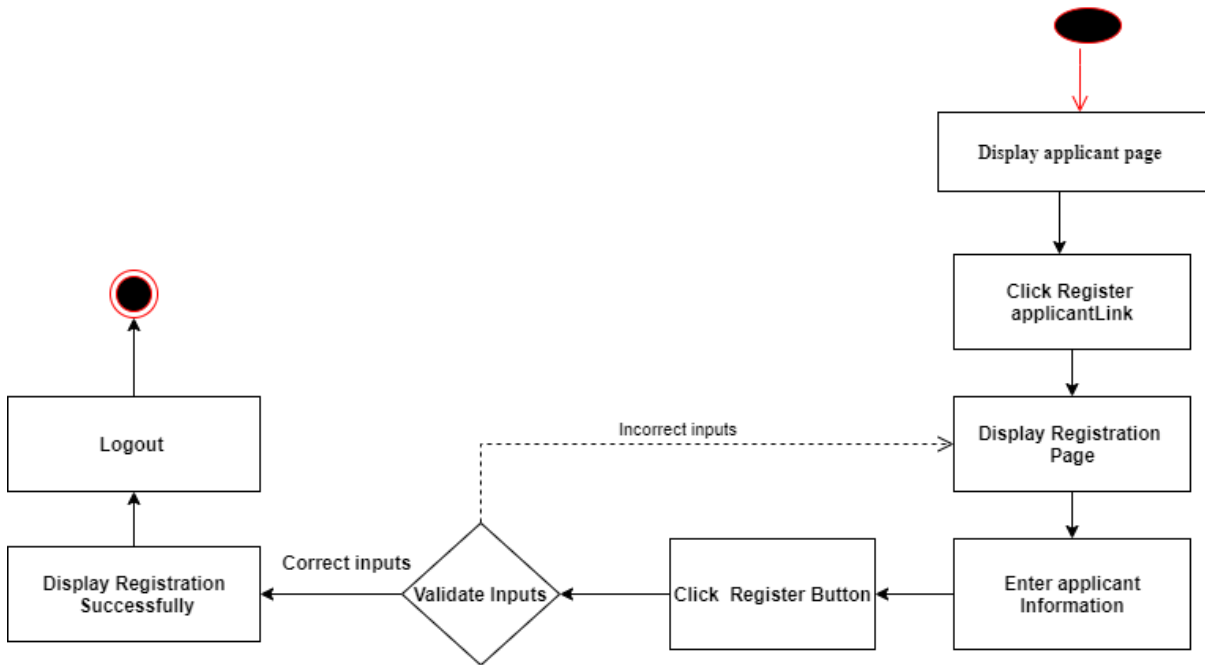 Display applicant page
Click Register
applicantLink
Incorrect inputs
Display Registration
Page
Logout
Correct inputs
Display Registration
Successfully
Validate Inputs
Click  Register Button
Enter applicant
Information